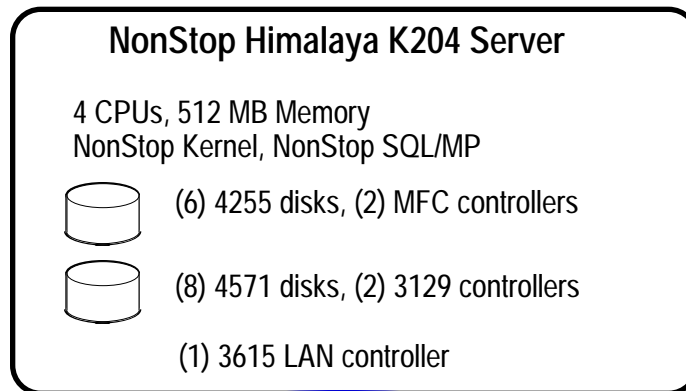 NonStop Himalaya K204 Server
4 CPUs, 512 MB Memory
NonStop Kernel, NonStop SQL/MP
(6) 4255 disks, (2) MFC controllers
(8) 4571 disks, (2) 3129 controllers
(1) 3615 LAN controller